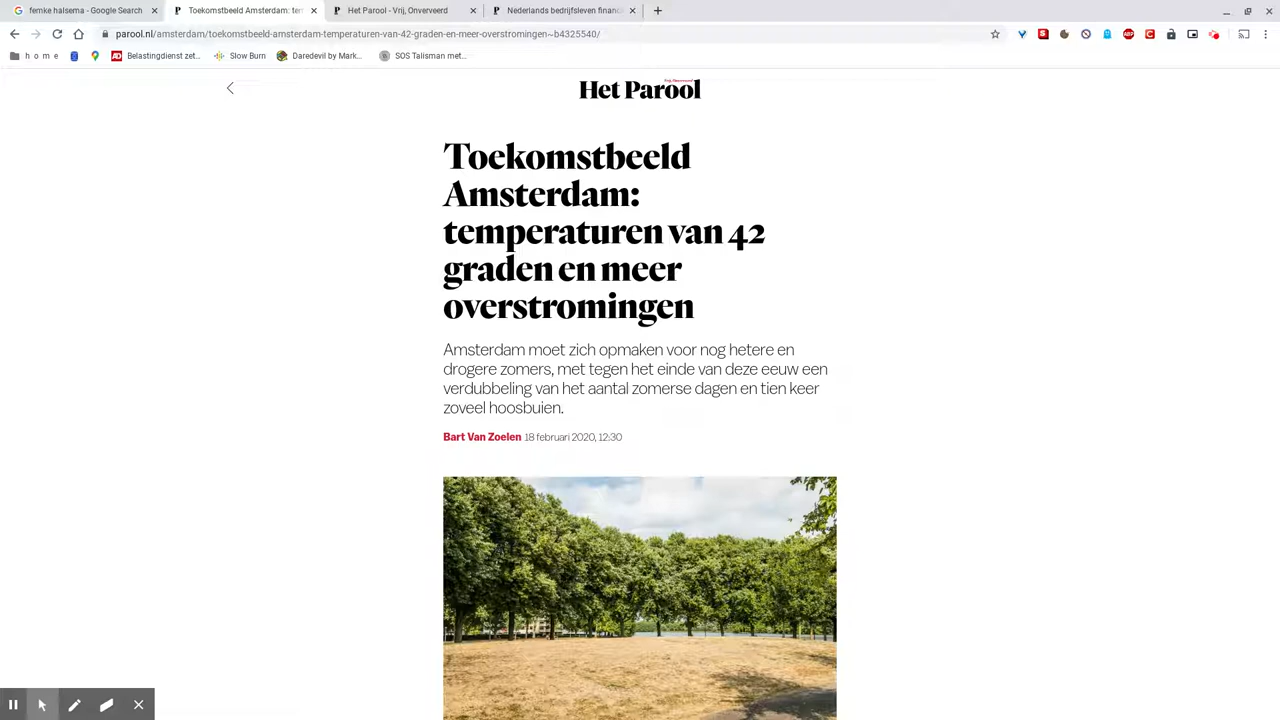 femke halsema - Google Search
Toekomstbeeld Amsterdam: tem
Het Parool - Vrij, Onverveerd
Nederlands bedrijfsleven financi
parool.nl/amsterdam/toekomstbeeld-amsterdam-temperaturen-van-42-graden-en-meer-overstromingen~b4325540/
h o m e
Belastingdienst zet...
Slow Burn
Daredevil by Mark...
SOS Talisman met...
Het Parool
Toekomstbeeld
Amsterdam:
temperaturen van 42
graden en meer
overstromingen
Amsterdam moet zich opmaken voor nog hetere en
drogere zomers, met tegen het einde van deze eeuw een
verdubbeling van het aantal zomerse dagen en tien keer
zoveel hoosbuien.
Bart Van Zoelen 18 februari 2020, 12:30